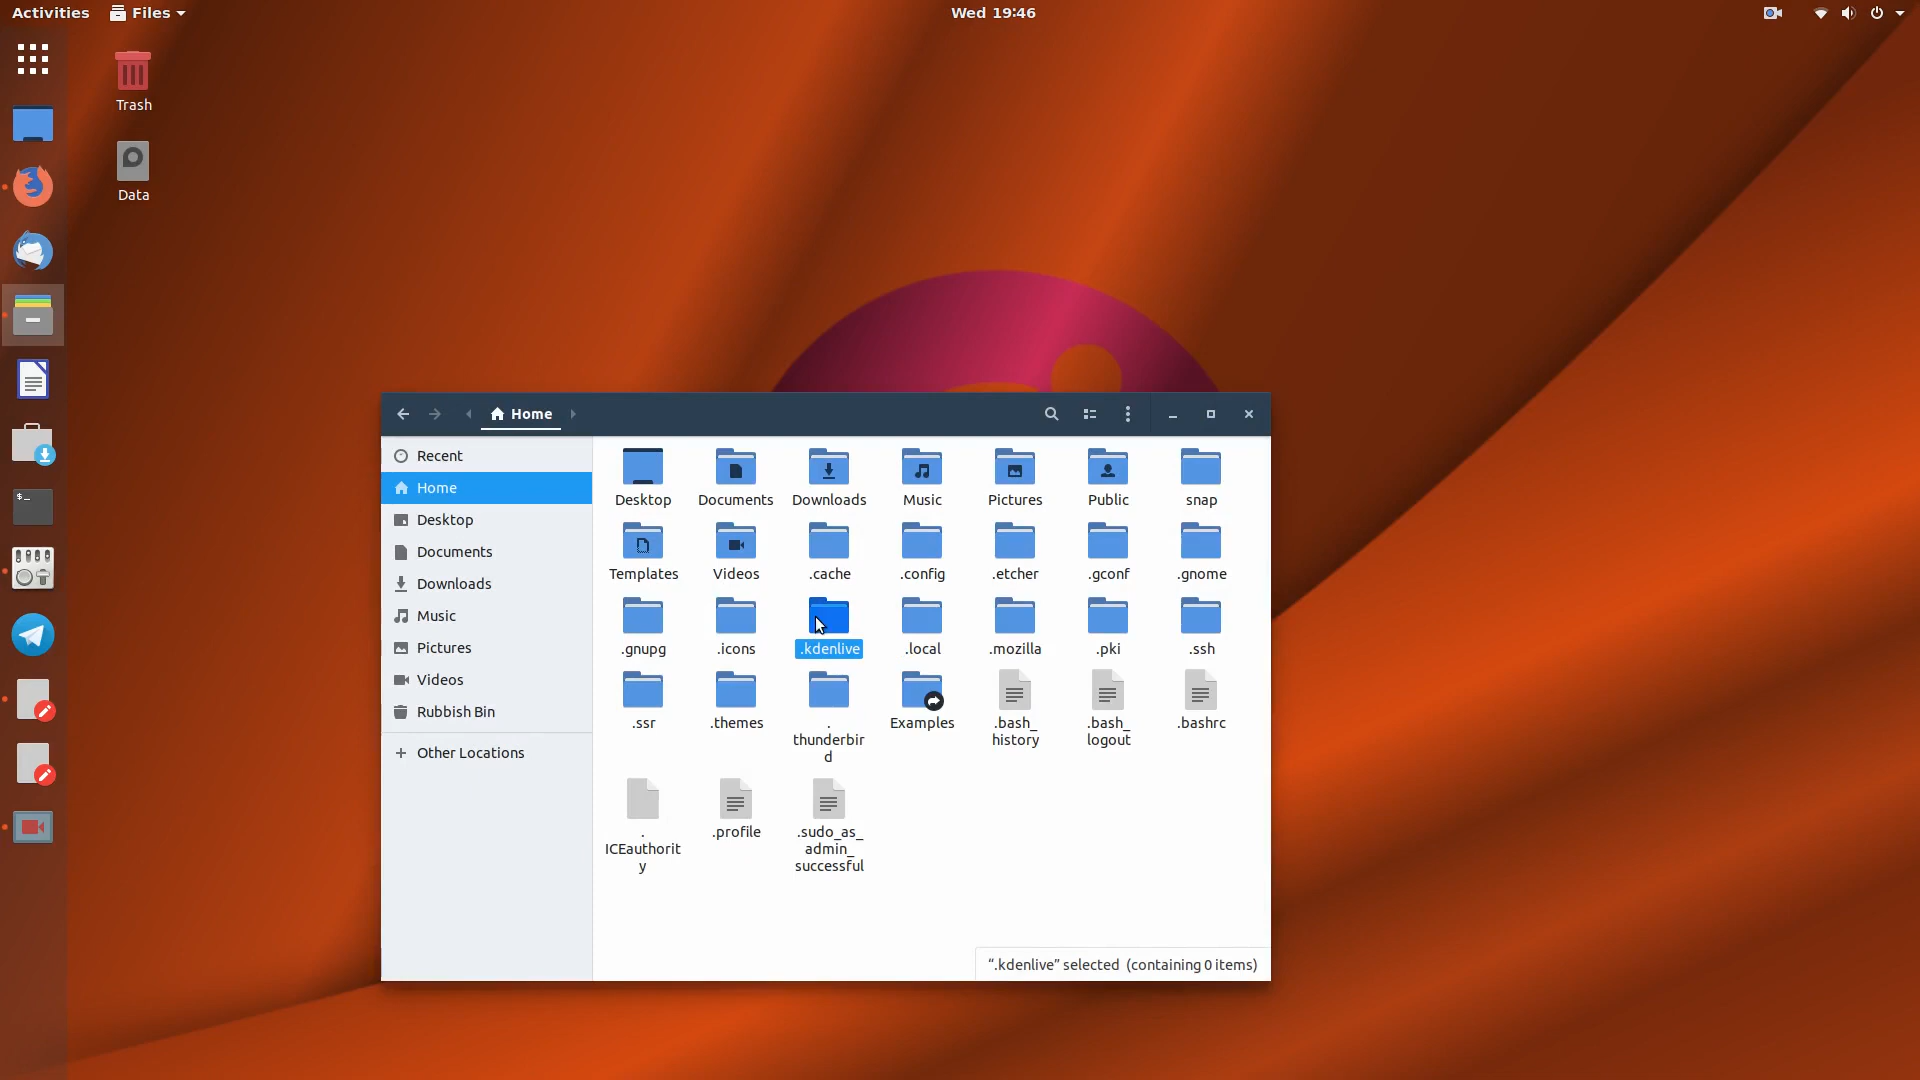 Activities
Files
Wed 19:46
Trash
Data
Home
Recent
Home
Desktop
Documents
Downloads
Music
Pictures
Videos
Rubbish Bin
Other Locations
Desktop
Documents
Downloads
Music
Pictures
Public
snap
Templates
Videos
.cache
.config
.etcher
.gconf
.gnome
.gnupg
.icons
.kdenlive
.local
.mozilla
.pki
.ssh
.ssr
.themes
.
thunderbir
d
Examples
.bash_
history
.bash_
logout
.bashrc
.
ICEauthorit
y
.profile
.sudo_as_
admin_
successful
“.kdenlive” selected (containing 0 items)